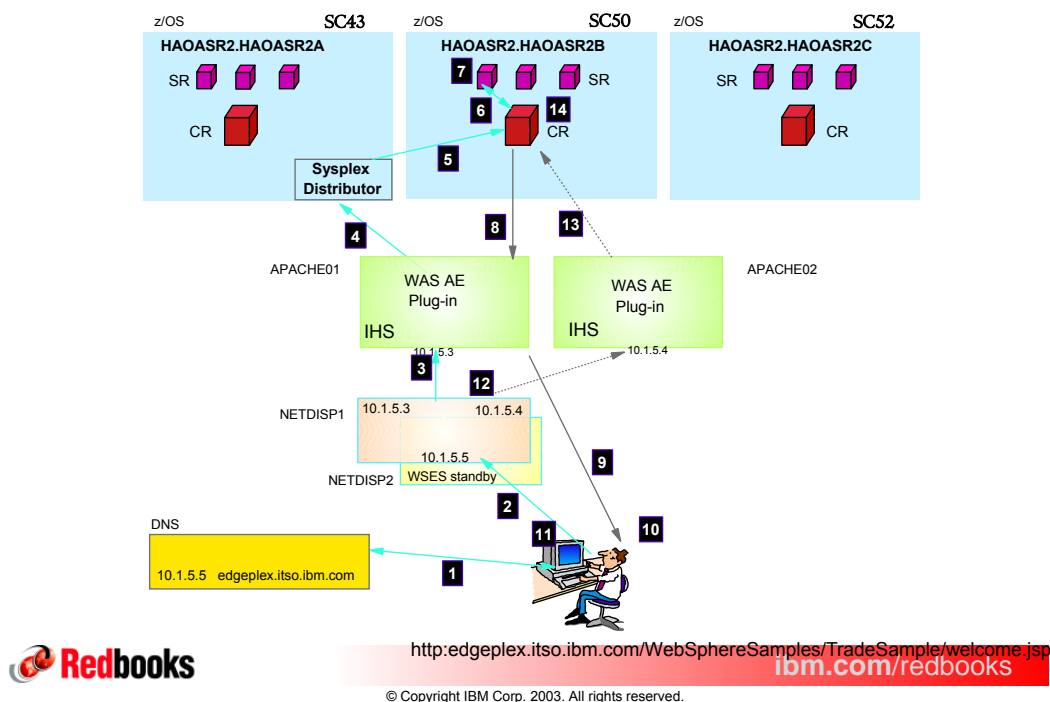 z/OS SC43 z/OS SC50 z/OS SC52
HAOASR2.HAOASR2A HAOASR2.HAOASR2B HAOASR2.HAOASR2C
7
SR SR SR
6 14
CR CR CR
5
Sysplex
Distributor
4 8 13
APACHE01 APACHE02
WAS AE
Plug-in
IHS
10.1.5.3
WAS AE
Plug-in
IHS
10.1.5.4
3
12
NETDISP1
10.1.5.3 10.1.5.4
10.1.5.5
NETDISP2 WSES standby
9
2
11 10
DNS
10.1.5.5 edgeplex.itso.ibm.com
1
Redbooks
http:edgeplex.itso.ibm.com/WebSphereSamples/TradeSample/welcome.jsp
ibm.com/redbooks
© Copyright IBM Corp. 2003. All rights reserved.